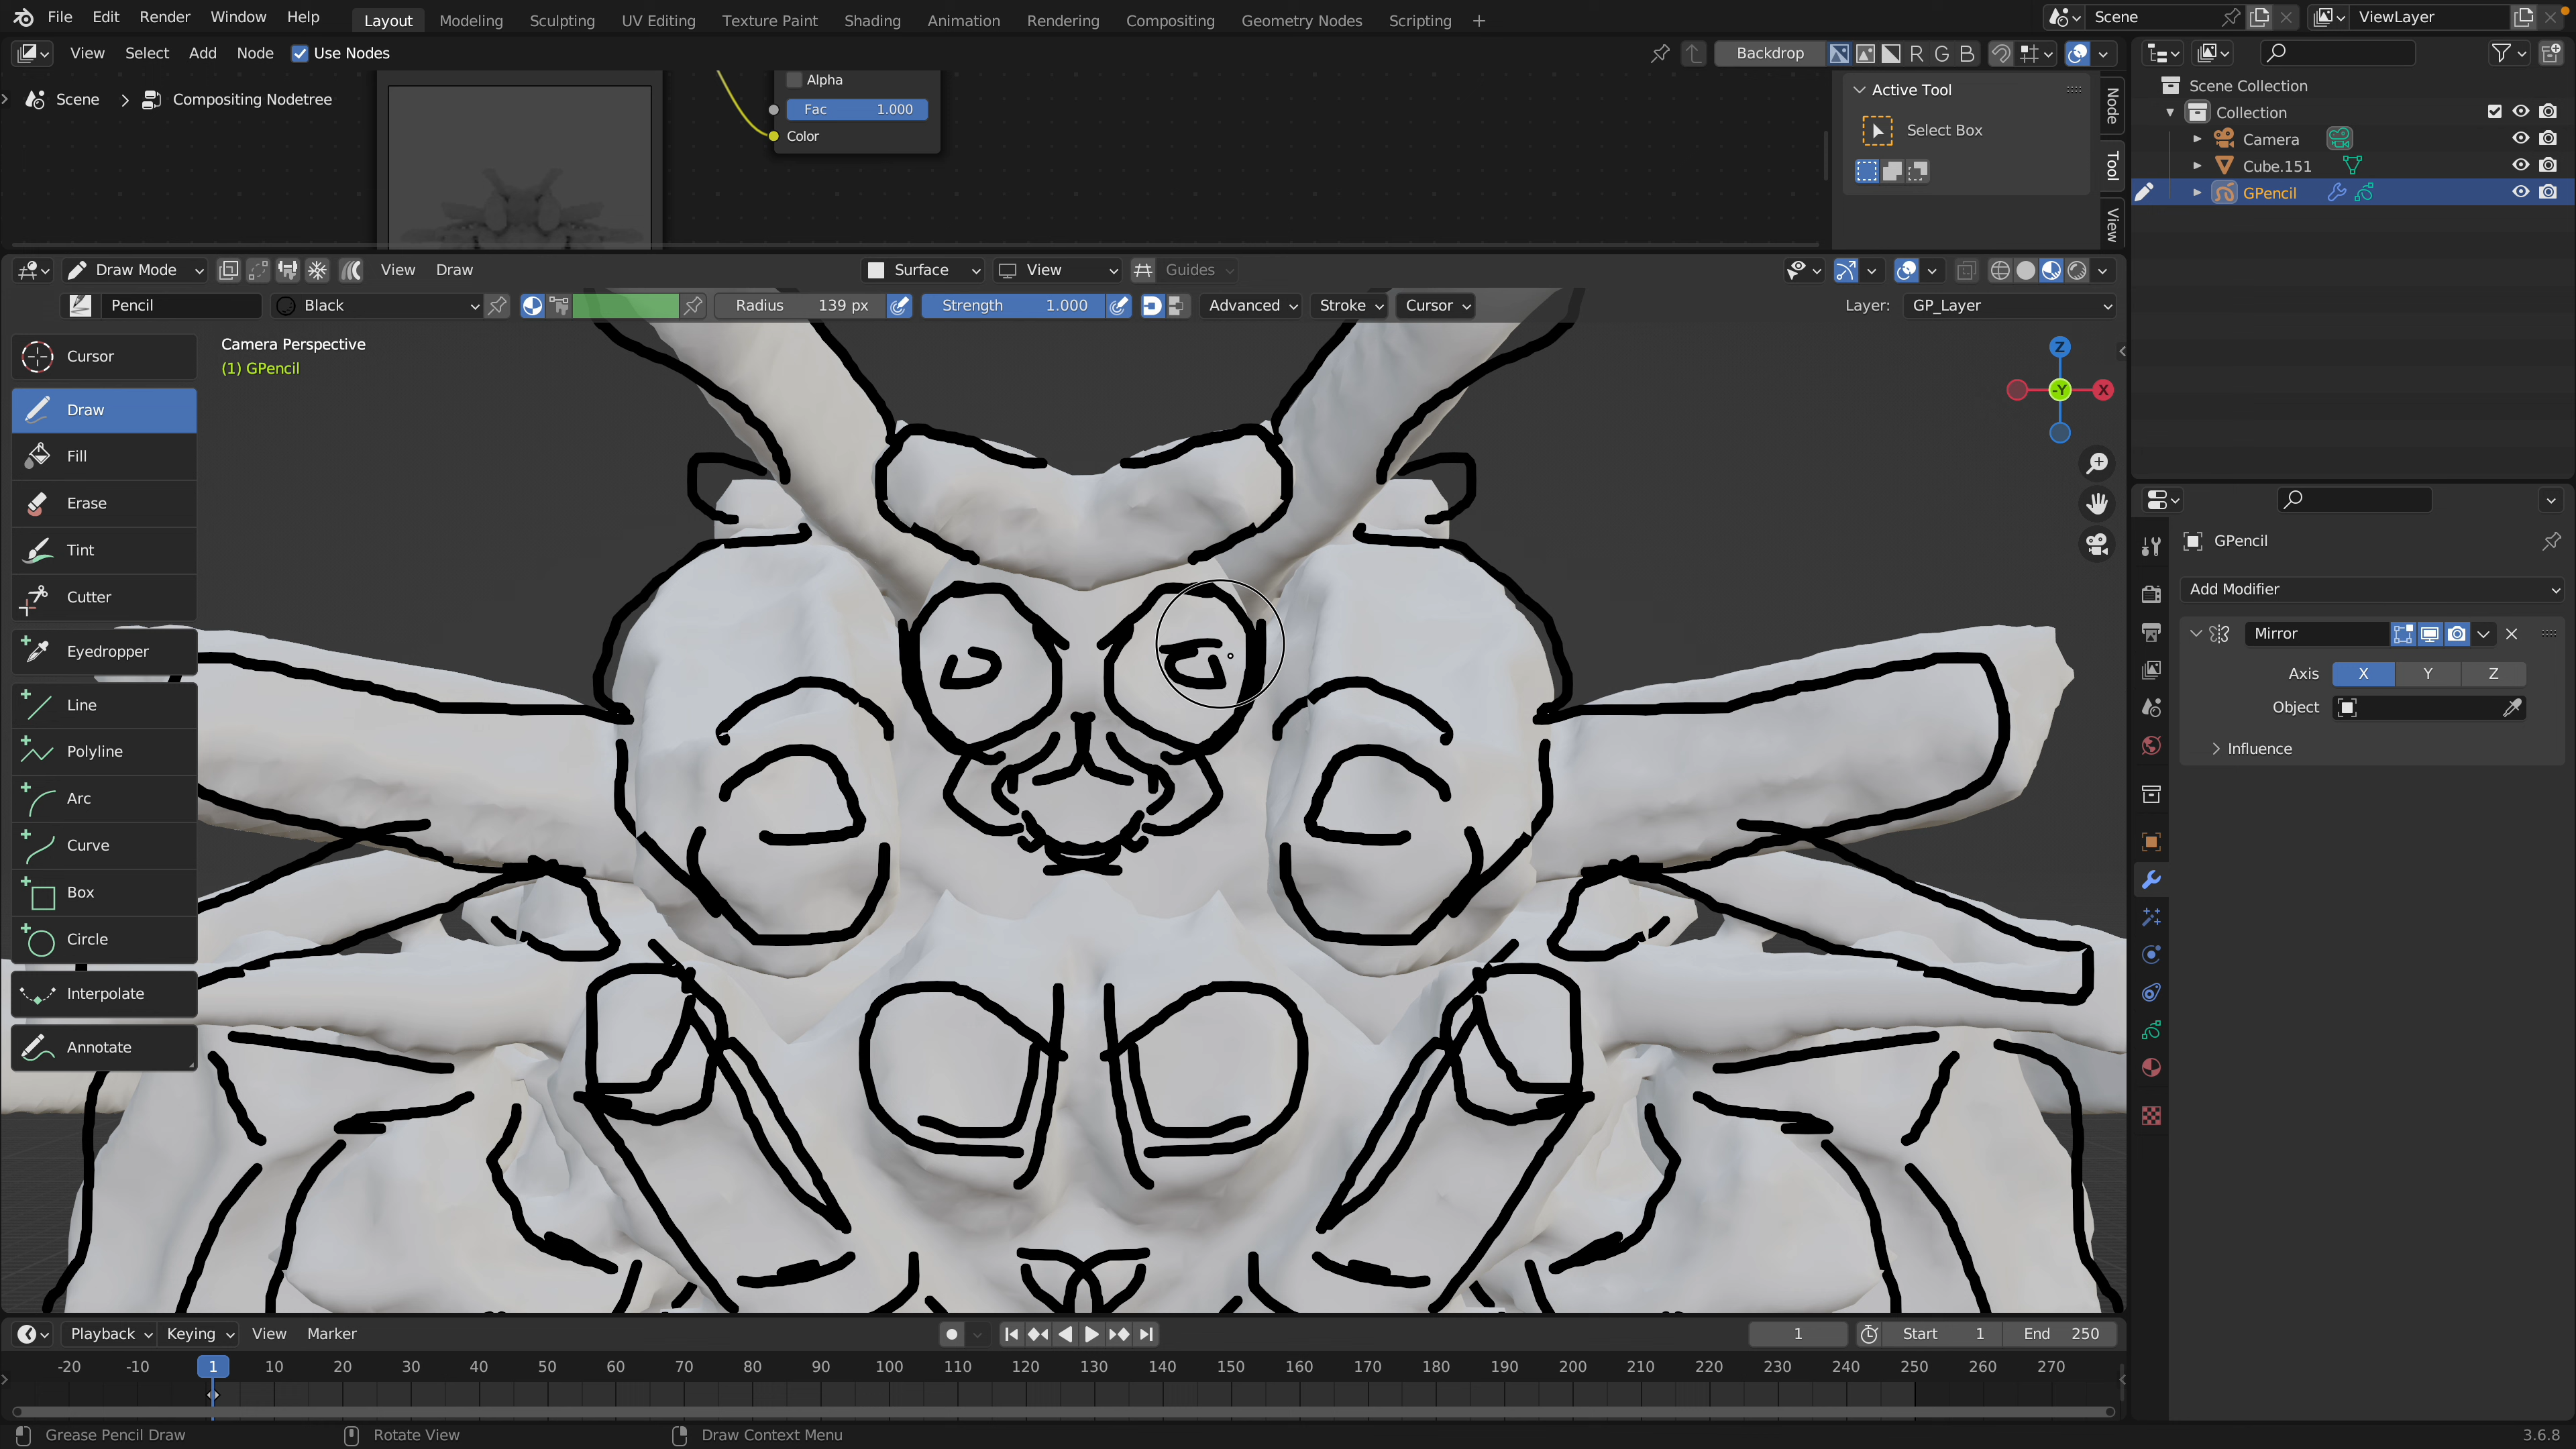 File Edit Render Window Help Layout Modeling Sculpting UV Editing Texture Paint Shading Animation Rendering Compositing Geometry Nodes Scripting + Scene ViewLayer
View Select Add Node Use Nodes Backdrop R G B
Scene > Compositing Nodetree
Alpha
Fac 1.000
Color
Active Tool
Select Box
Node
Tool
View
Scene Collection
Collection
Camera
Cube.151
GPencil
Draw Mode View Draw Surface View Guides
Pencil Black Radius 139 px Strength 1.000 Advanced Stroke Cursor Layer: GP_Layer
Camera Perspective
(1) GPencil
Cursor
Draw
Fill
Erase
Tint
Cutter
Eyedropper
Line
Polyline
Arc
Curve
Box
Circle
Interpolate
Annotate
Z
-Y X
GPencil
Add Modifier
Mirror
Axis X Y Z
Object
Influence
Playback Keying View Marker 1 Start 1 End 250
-20 -10 1 10 20 30 40 50 60 70 80 90 100 110 120 130 140 150 160 170 180 190 200 210 220 230 240 250 260 270
Grease Pencil Draw Rotate View Draw Context Menu 3.6.8